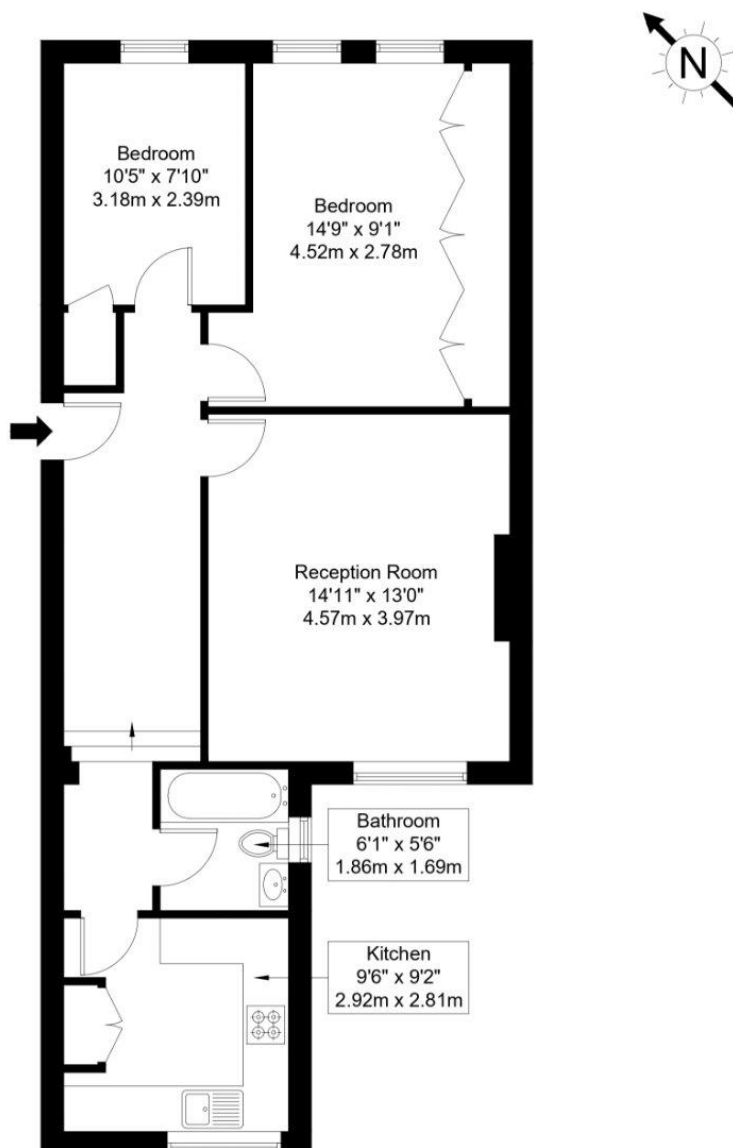 N
Bedroom
10'5" x 7'10"
3.18m x 2.39m
Bedroom
14'9" x 9'1"
4.52m x 2.78m
Reception Room
14'11" x 13'0"
4.57m x 3.97m
Bathroom
6'1" x 5'6"
1.86m x 1.69m
Kitchen
9'6" x 9'2"
2.92m x 2.81m